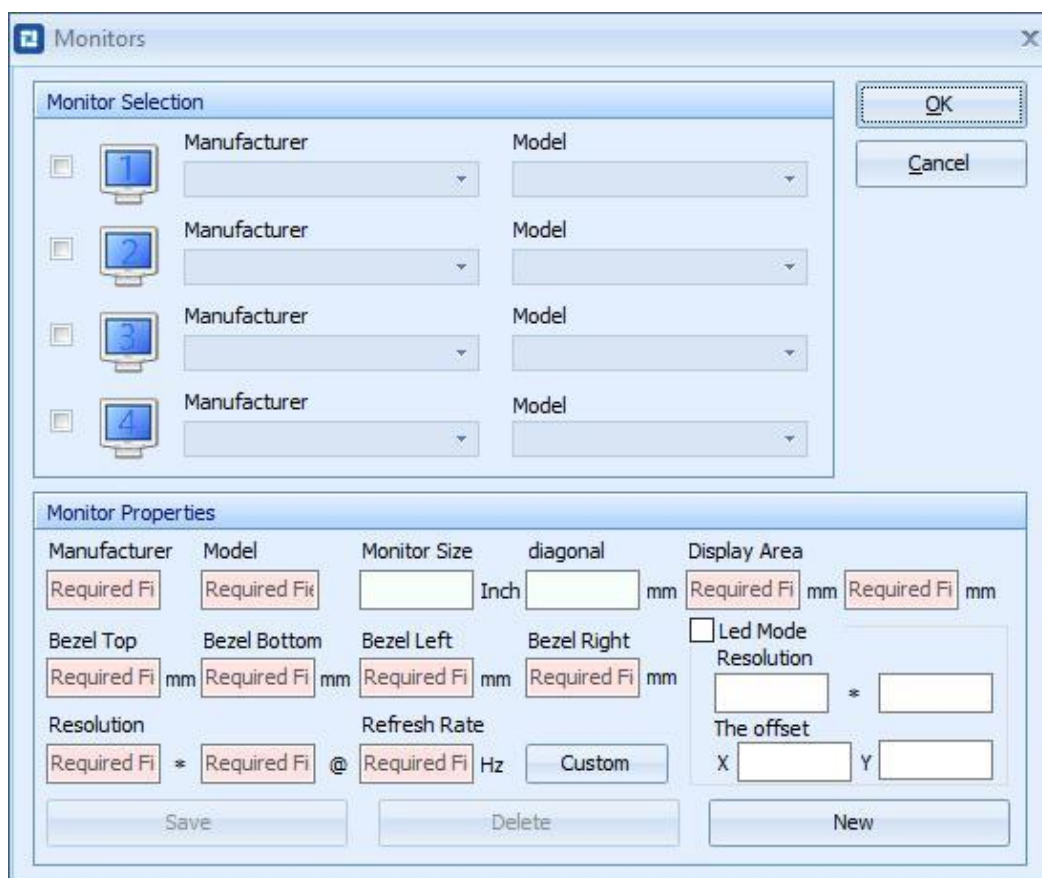 Monitors
Monitor Selection
OK
Cancel
1 Manufacturer Model
2 Manufacturer Model
3 Manufacturer Model
4 Manufacturer Model
Monitor Properties
Manufacturer Model Monitor Size diagonal Display Area
Required Fi Required Fie Inch mm Required Fi mm Required Fi mm
Bezel Top Bezel Bottom Bezel Left Bezel Right Led Mode
Resolution
Required Fi mm Required Fi mm Required Fi mm Required Fi mm *
Resolution Refresh Rate The offset
Required Fi * Required Fi @ Required Fi Hz Custom X Y
Save Delete New